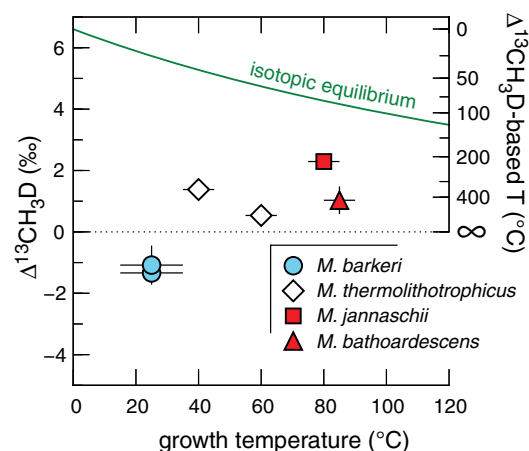 6
4
2
0
−2
−4
Δ¹³CH₃D (‰)
isotopic equilibrium
0
50
100
200
400
∞
Δ¹³CH₃D-based T (°C)
M. barkeri
M. thermolithotrophicus
M. jannaschii
M. bathoardescens
0 20 40 60 80 100 120
growth temperature (°C)